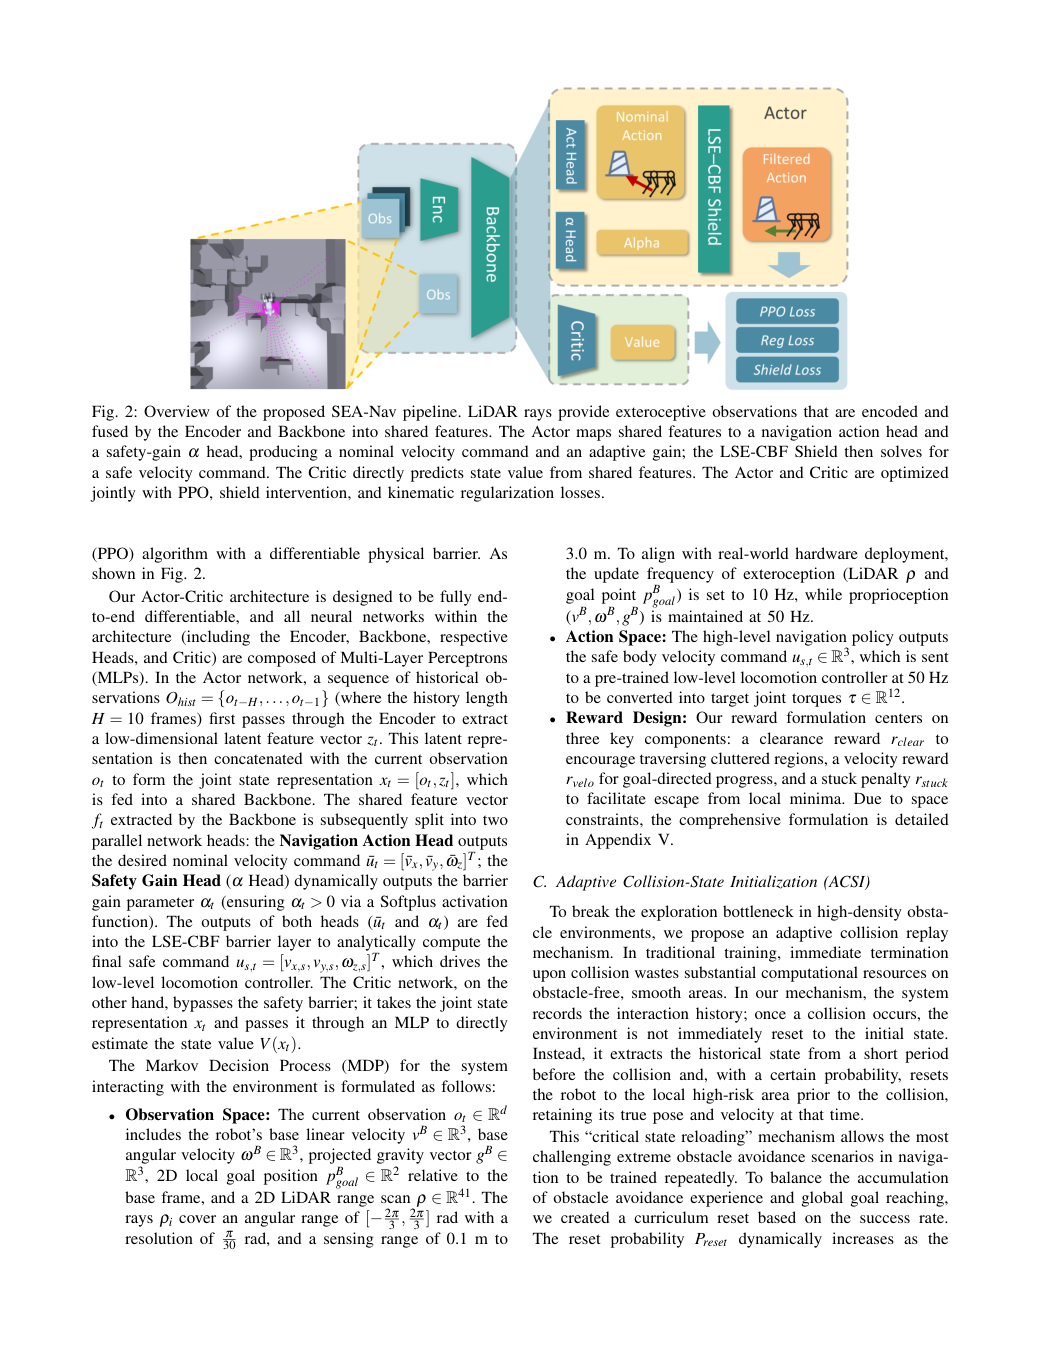 Obs
Enc
Backbone
Obs
Act Head
Nominal
Action
LSE–CBF Shield
Actor
Filtered
Action
α Head
Alpha
Critic
Value
PPO Loss
Reg Loss
Shield Loss
Fig. 2: Overview of the proposed SEA-Nav pipeline. LiDAR rays provide exteroceptive observations that are encoded and
fused by the Encoder and Backbone into shared features. The Actor maps shared features to a navigation action head and
a safety-gain α head, producing a nominal velocity command and an adaptive gain; the LSE-CBF Shield then solves for
a safe velocity command. The Critic directly predicts state value from shared features. The Actor and Critic are optimized
jointly with PPO, shield intervention, and kinematic regularization losses.
(PPO) algorithm with a differentiable physical barrier. As
shown in Fig. 2.
Our Actor-Critic architecture is designed to be fully end-
to-end differentiable, and all neural networks within the
architecture (including the Encoder, Backbone, respective
Heads, and Critic) are composed of Multi-Layer Perceptrons
(MLPs). In the Actor network, a sequence of historical ob-
servations O_{hist} = {o_{t−H}, . . . , o_{t−1}} (where the history length
H = 10 frames) first passes through the Encoder to extract
a low-dimensional latent feature vector z_t. This latent repre-
sentation is then concatenated with the current observation
o_t to form the joint state representation x_t = [o_t, z_t], which
is fed into a shared Backbone. The shared feature vector
f_t extracted by the Backbone is subsequently split into two
parallel network heads: the Navigation Action Head outputs
the desired nominal velocity command ū_t = [v̄_x, v̄_y, ω̄_z]^T; the
Safety Gain Head (α Head) dynamically outputs the barrier
gain parameter α_t (ensuring α_t > 0 via a Softplus activation
function). The outputs of both heads (ū_t and α_t) are fed
into the LSE-CBF barrier layer to analytically compute the
final safe command u_{s,t} = [v_{x,s}, v_{y,s}, ω_{z,s}]^T, which drives the
low-level locomotion controller. The Critic network, on the
other hand, bypasses the safety barrier; it takes the joint state
representation x_t and passes it through an MLP to directly
estimate the state value V(x_t).
The Markov Decision Process (MDP) for the system
interacting with the environment is formulated as follows:
• Observation Space: The current observation o_t ∈ ℝ^d
includes the robot's base linear velocity v^B ∈ ℝ^3, base
angular velocity ω^B ∈ ℝ^3, projected gravity vector g^B ∈
ℝ^3, 2D local goal position p^B_{goal} ∈ ℝ^2 relative to the
base frame, and a 2D LiDAR range scan ρ ∈ ℝ^{41}. The
rays ρ_i cover an angular range of [−2π/3, 2π/3] rad with a
resolution of π/30 rad, and a sensing range of 0.1 m to
3.0 m. To align with real-world hardware deployment,
the update frequency of exteroception (LiDAR ρ and
goal point p^B_{goal}) is set to 10 Hz, while proprioception
(v^B, ω^B, g^B) is maintained at 50 Hz.
• Action Space: The high-level navigation policy outputs
the safe body velocity command u_{s,t} ∈ ℝ^3, which is sent
to a pre-trained low-level locomotion controller at 50 Hz
to be converted into target joint torques τ ∈ ℝ^{12}.
• Reward Design: Our reward formulation centers on
three key components: a clearance reward r_{clear} to
encourage traversing cluttered regions, a velocity reward
r_{velo} for goal-directed progress, and a stuck penalty r_{stuck}
to facilitate escape from local minima. Due to space
constraints, the comprehensive formulation is detailed
in Appendix V.
C. Adaptive Collision-State Initialization (ACSI)
To break the exploration bottleneck in high-density obsta-
cle environments, we propose an adaptive collision replay
mechanism. In traditional training, immediate termination
upon collision wastes substantial computational resources on
obstacle-free, smooth areas. In our mechanism, the system
records the interaction history; once a collision occurs, the
environment is not immediately reset to the initial state.
Instead, it extracts the historical state from a short period
before the collision and, with a certain probability, resets
the robot to the local high-risk area prior to the collision,
retaining its true pose and velocity at that time.
This “critical state reloading” mechanism allows the most
challenging extreme obstacle avoidance scenarios in naviga-
tion to be trained repeatedly. To balance the accumulation
of obstacle avoidance experience and global goal reaching,
we created a curriculum reset based on the success rate.
The reset probability P_{reset} dynamically increases as the